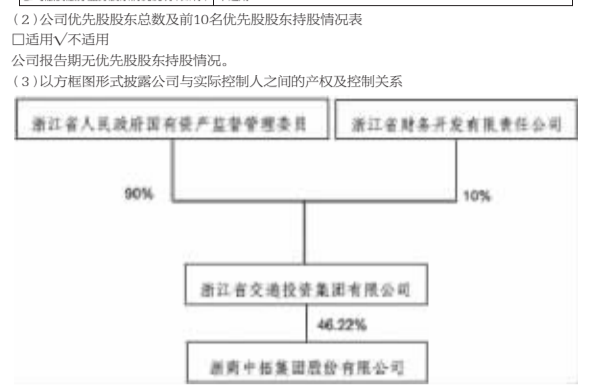 (2)公司优先股股东总数及前10名优先股股东持股情况表
□适用√不适用
公司报告期无优先股股东持股情况。
(3)以方框图形式披露公司与实际控制人之间的产权及控制关系
浙江省人民政府国有资产监督管理委员
浙江省财务开发有限责任公司
90%
10%
浙江省交通投资集团有限公司
46.22%
浙商中拓集团股份有限公司